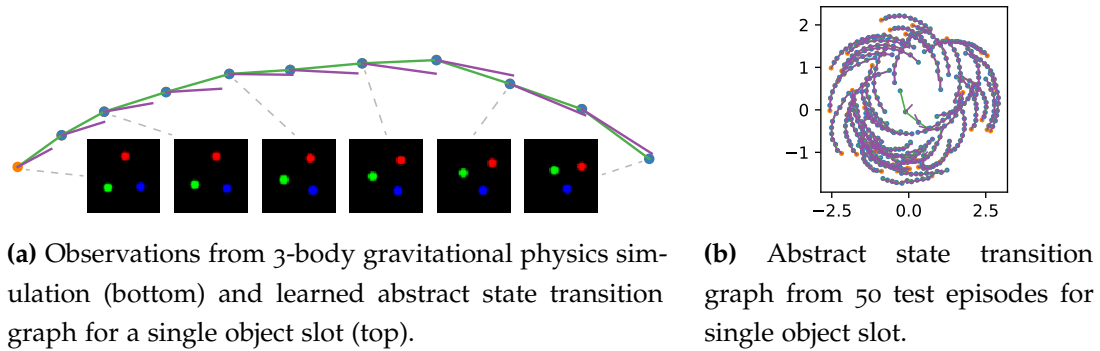 2
1
0
−1
−2.5 0.0 2.5
(a) Observations from 3-body gravitational physics sim-
ulation (bottom) and learned abstract state transition
graph for a single object slot (top).
(b) Abstract state transition
graph from 50 test episodes for
single object slot.